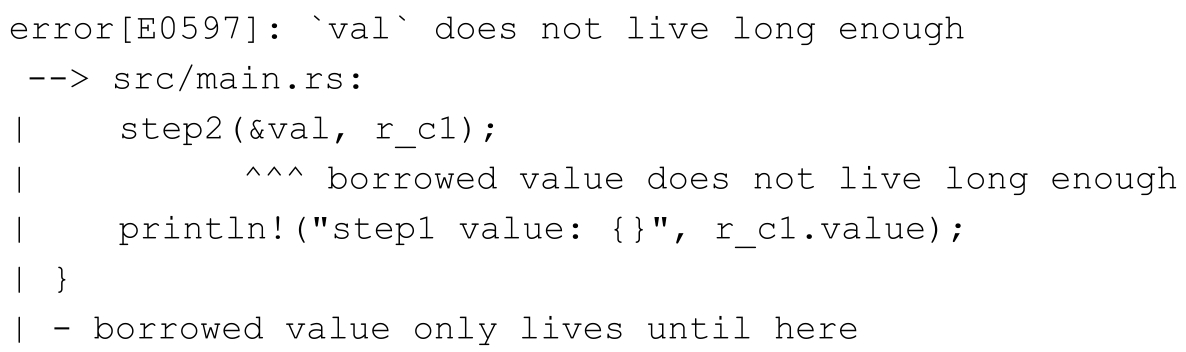 error[E0597]: `val` does not live long enough
 --> src/main.rs:
|    step2(&val, r_c1);
|          ^^^ borrowed value does not live long enough
|    println!("step1 value: {}", r_c1.value);
| }
| - borrowed value only lives until here